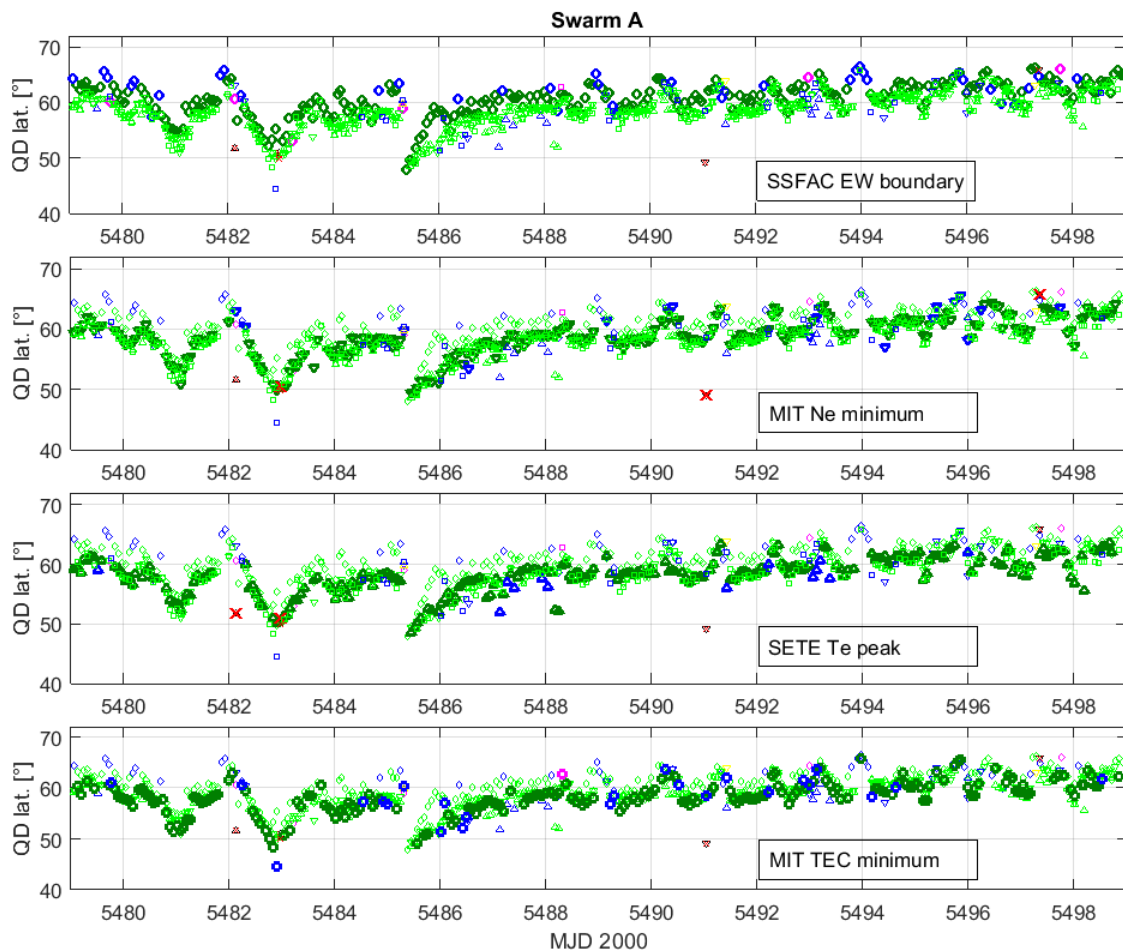 Swarm A
QD lat. [°]
70
60
50
40
SSFAC EW boundary
5480 5482 5484 5486 5488 5490 5492 5494 5496 5498
QD lat. [°]
70
60
50
40
MIT Ne minimum
5480 5482 5484 5486 5488 5490 5492 5494 5496 5498
QD lat. [°]
70
60
50
40
SETE Te peak
5480 5482 5484 5486 5488 5490 5492 5494 5496 5498
QD lat. [°]
70
60
50
40
MIT TEC minimum
5480 5482 5484 5486 5488 5490 5492 5494 5496 5498
MJD 2000